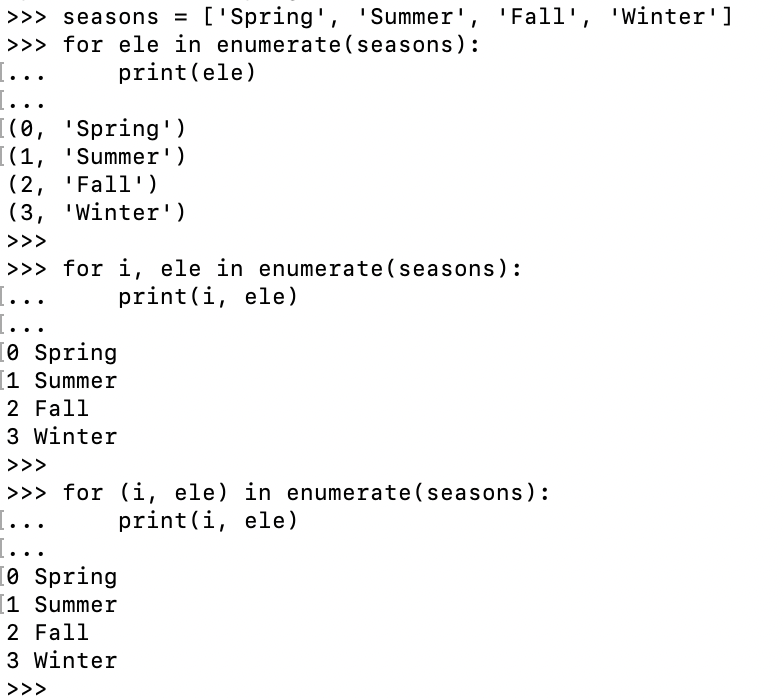 >>> seasons = ['Spring', 'Summer', 'Fall', 'Winter']
>>> for ele in enumerate(seasons):
[...     print(ele)
[...
[(0, 'Spring')
[(1, 'Summer')
(2, 'Fall')
(3, 'Winter')
>>>
>>> for i, ele in enumerate(seasons):
[...     print(i, ele)
[...
[0 Spring
[1 Summer
2 Fall
3 Winter
>>>
>>> for (i, ele) in enumerate(seasons):
[...     print(i, ele)
[...
[0 Spring
[1 Summer
2 Fall
3 Winter
>>>